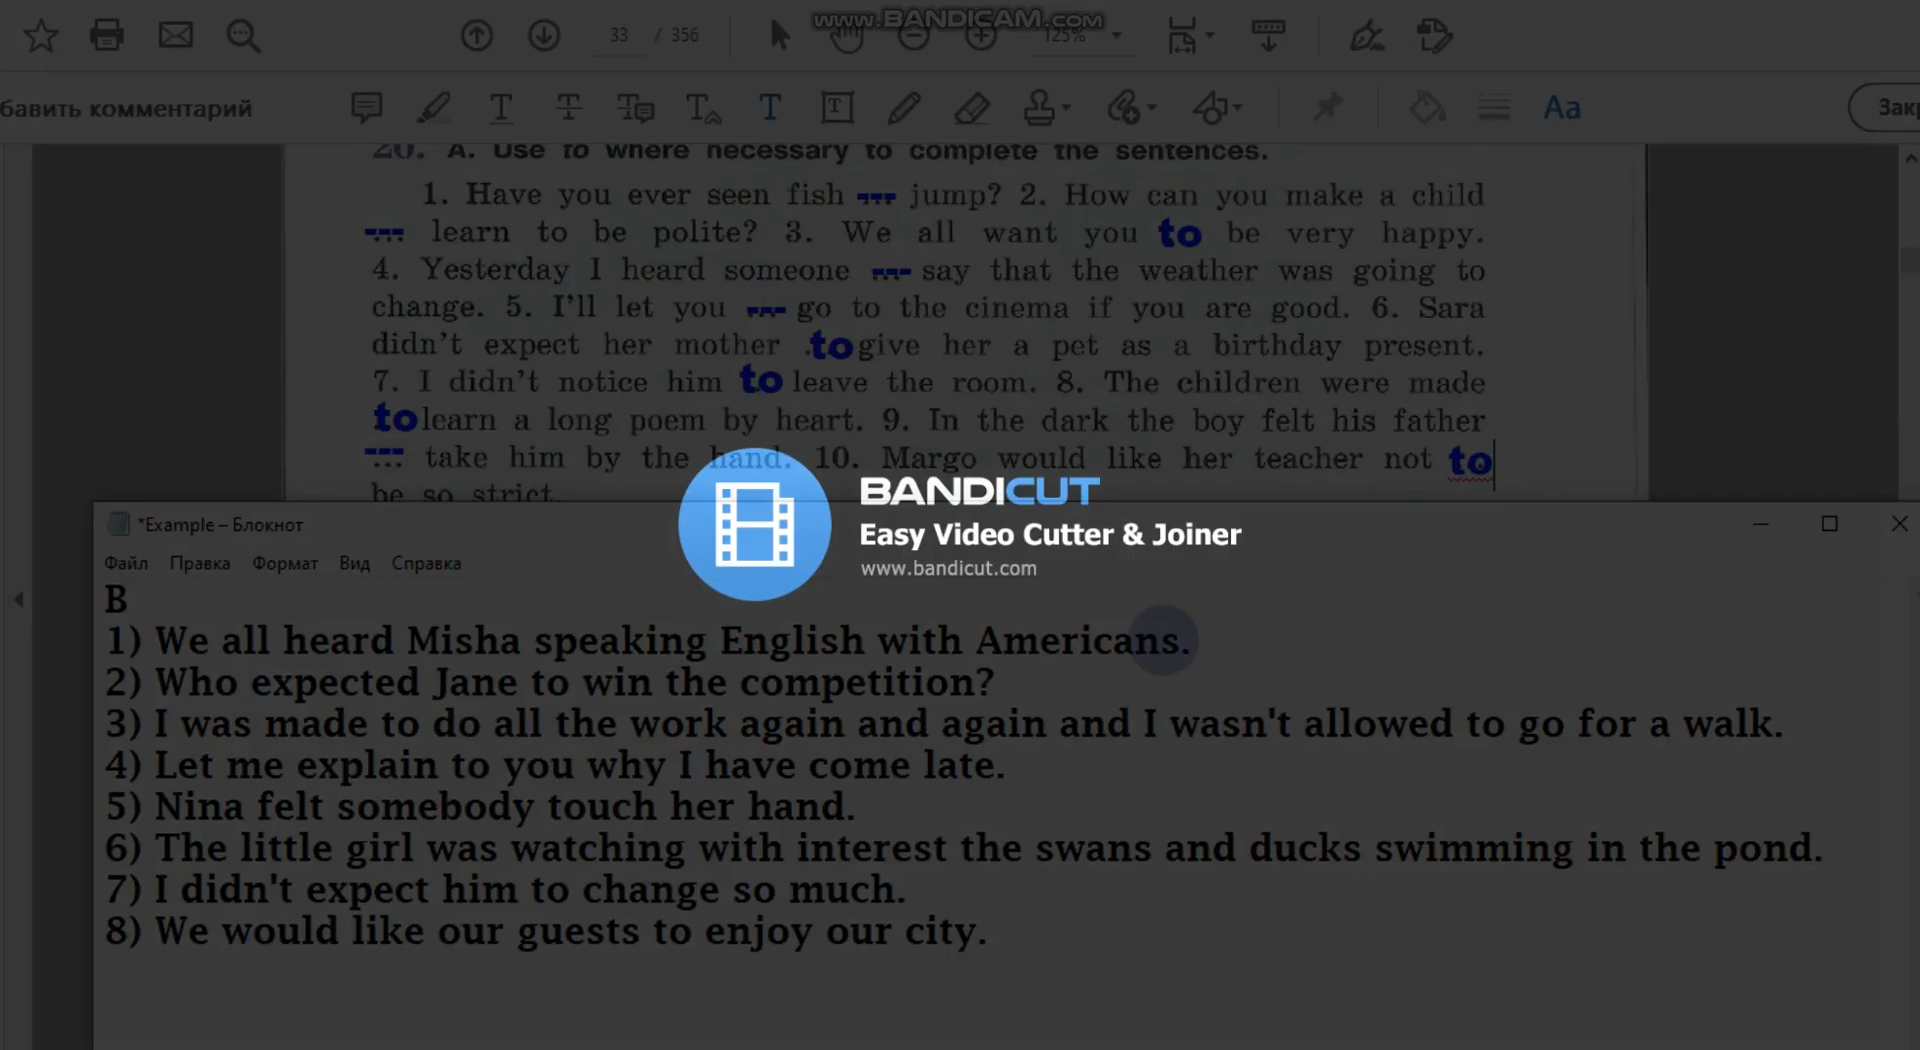 www.BANDICAM.com
33 / 356
125%
бавить комментарий
T T T T T T
Aa
Зак
20. A. Use to where necessary to complete the sentences.
1. Have you ever seen fish --- jump? 2. How can you make a child
--- learn to be polite? 3. We all want you to be very happy.
4. Yesterday I heard someone --- say that the weather was going to
change. 5. I'll let you --- go to the cinema if you are good. 6. Sara
didn't expect her mother .to give her a pet as a birthday present.
7. I didn't notice him to leave the room. 8. The children were made
to learn a long poem by heart. 9. In the dark the boy felt his father
--- take him by the hand. 10. Margo would like her teacher not to
be so strict.
BANDICUT
Easy Video Cutter & Joiner
www.bandicut.com
*Example – Блокнот
Файл Правка Формат Вид Справка
B
1) We all heard Misha speaking English with Americans.
2) Who expected Jane to win the competition?
3) I was made to do all the work again and again and I wasn't allowed to go for a walk.
4) Let me explain to you why I have come late.
5) Nina felt somebody touch her hand.
6) The little girl was watching with interest the swans and ducks swimming in the pond.
7) I didn't expect him to change so much.
8) We would like our guests to enjoy our city.